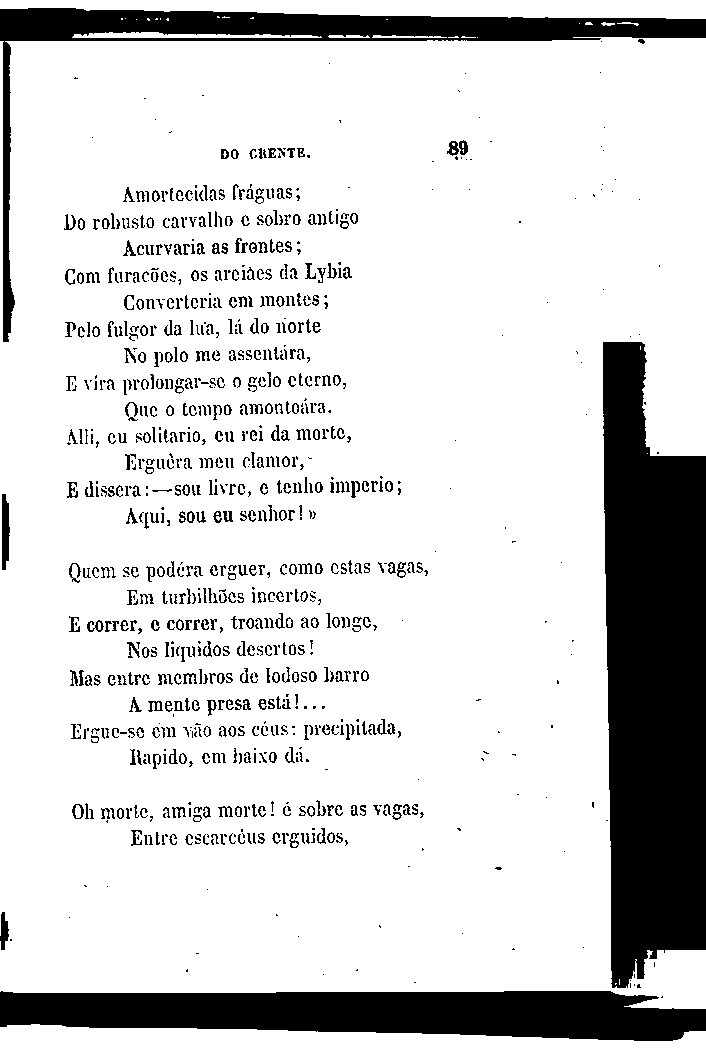 DO CRENTE. 89
Amortecidas fráguas;
Do robusto carvalho e sobro antigo
Acurvaria as frontes;
Com furacões, os areiães da Lybia
Converteria em montes;
Pelo fulgor da lua, lá do norte
No polo me assentára,
E víra prolongar-se o gelo eterno,
Que o tempo amontoára.
Alli, eu solitario, eu rei da morte,
Erguêra meu clamor,
E dissera:—sou livre, e tenho imperio;
Aqui, sou eu senhor!»
Quem se podéra erguer, como estas vagas,
Em turbilhões incertos,
E correr, e correr, troando ao longe,
Nos liquidos desertos!
Mas entre membros de lodoso barro
A mente presa está!...
Ergue-se em vão aos céus: precipitada,
Rapido, em baixo dá.
Oh morte, amiga morte! é sobre as vagas,
Entre escarcéus erguidos,